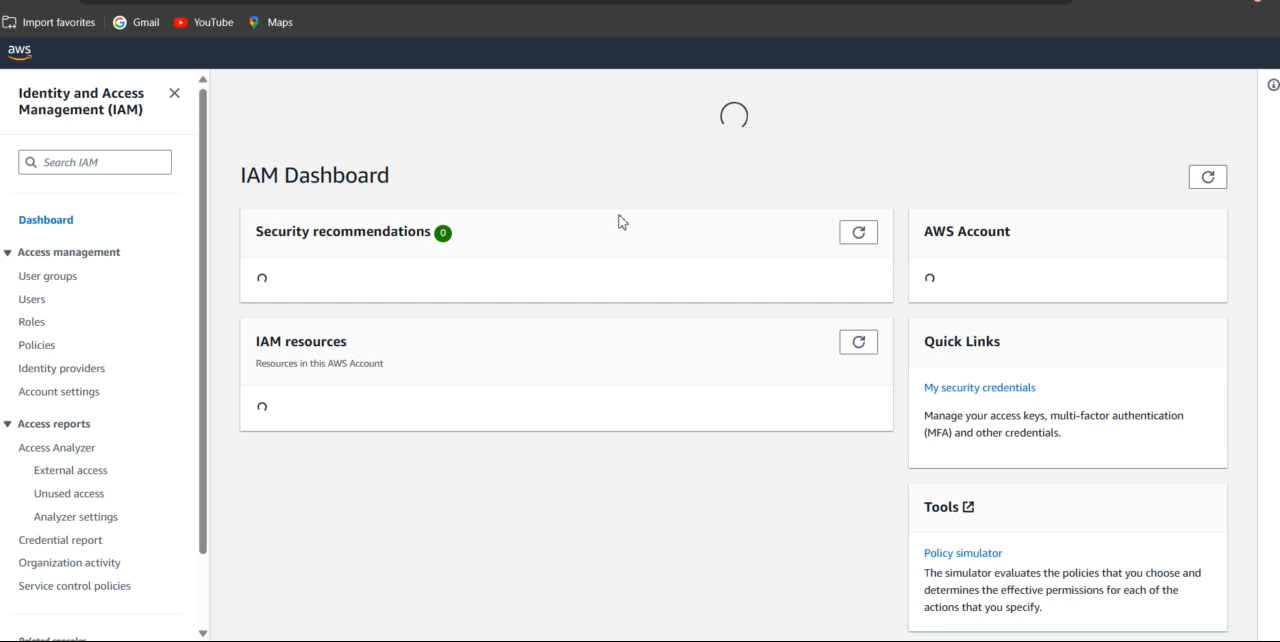 Import favorites
Gmail
YouTube
Maps
aws
Identity and Access
Management (IAM)
Search IAM
Dashboard
Access management
User groups
Users
Roles
Policies
Identity providers
Account settings
Access reports
Access Analyzer
External access
Unused access
Analyzer settings
Credential report
Organization activity
Service control policies
Related consoles
IAM Dashboard
Security recommendations 0
IAM resources
Resources in this AWS Account
AWS Account
Quick Links
My security credentials
Manage your access keys, multi-factor authentication
(MFA) and other credentials.
Tools
Policy simulator
The simulator evaluates the policies that you choose and
determines the effective permissions for each of the
actions that you specify.